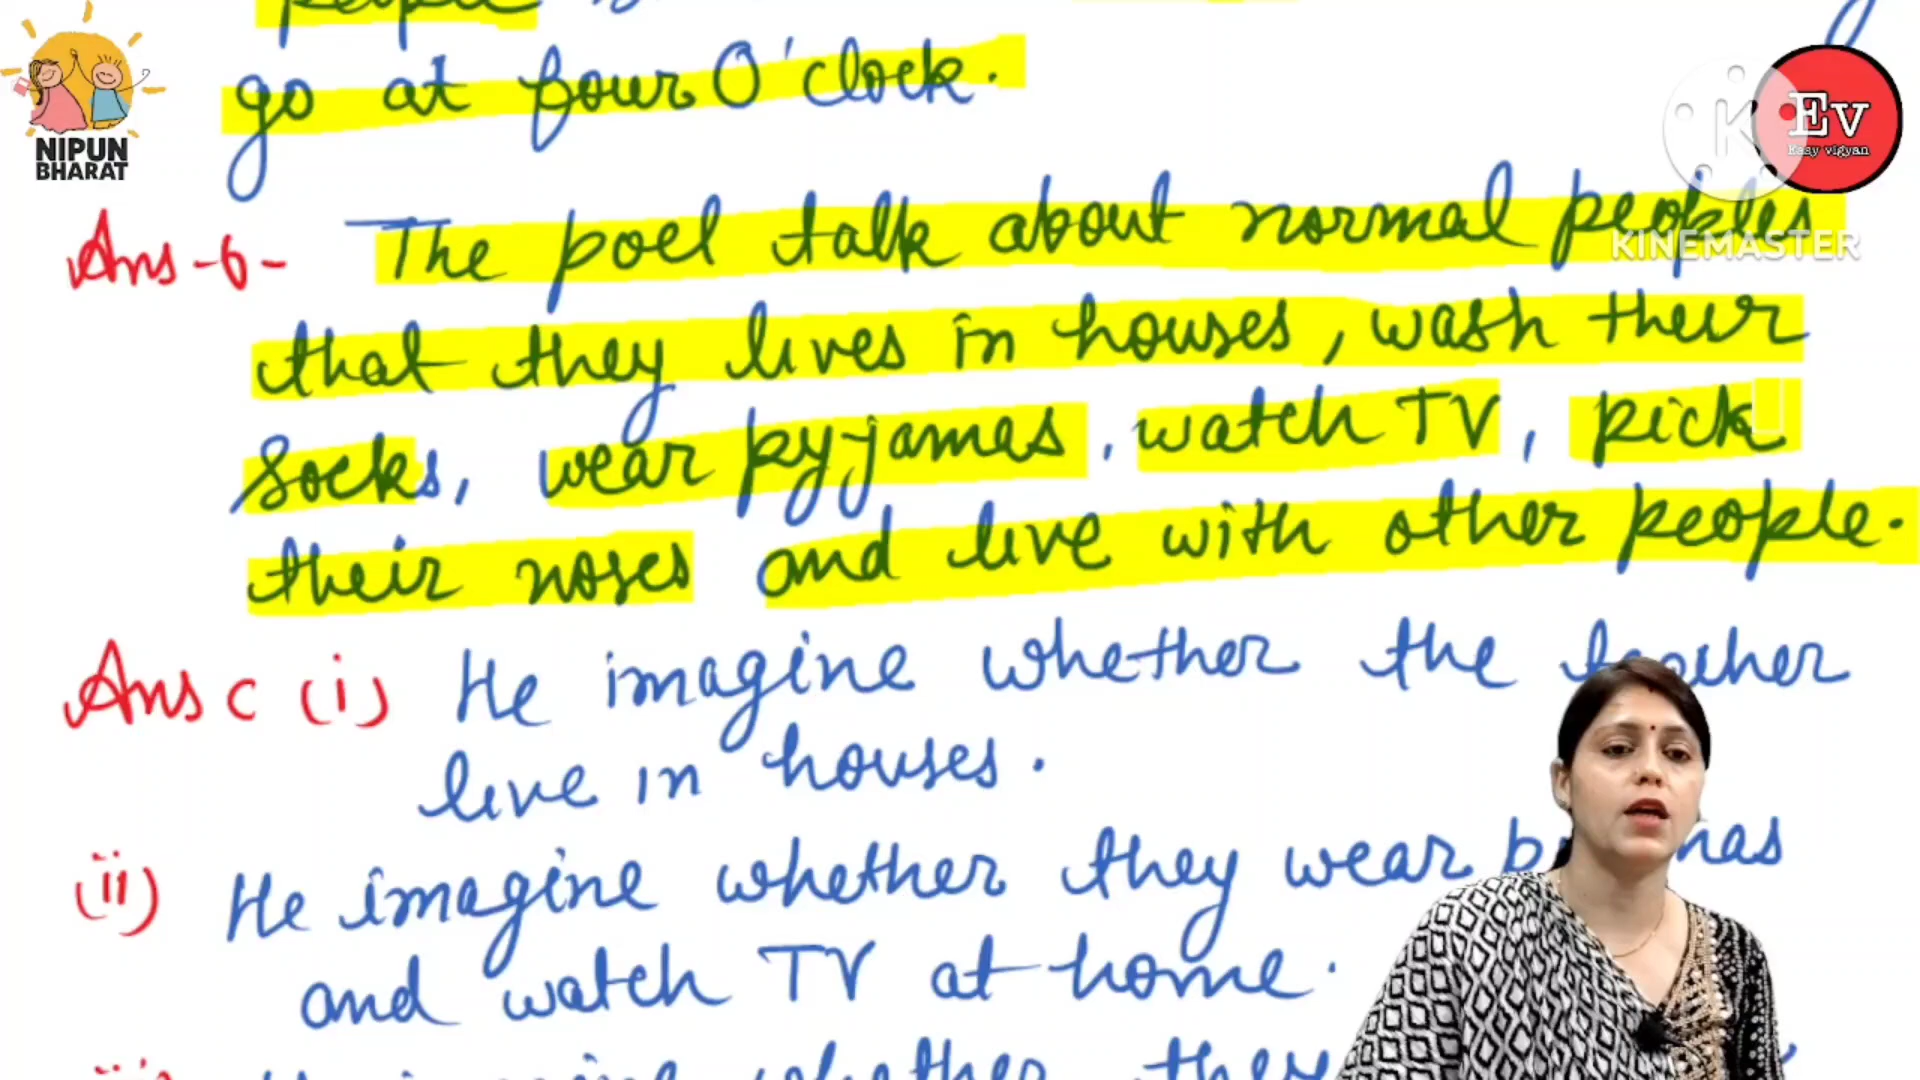 go at four O'clock.
NIPUN
BHARAT
K
Ev
Easy vigyan
KINEMASTER
Ans-6- The poet talk about normal peoples
that they lives in houses, wash their
Socks, wear pyjamas, watch TV, pick
their noses and live with other people.
Ans C (i) He imagine whether the teacher
live in houses.
(ii) He imagine whether they wear
and watch TV at home.
whether